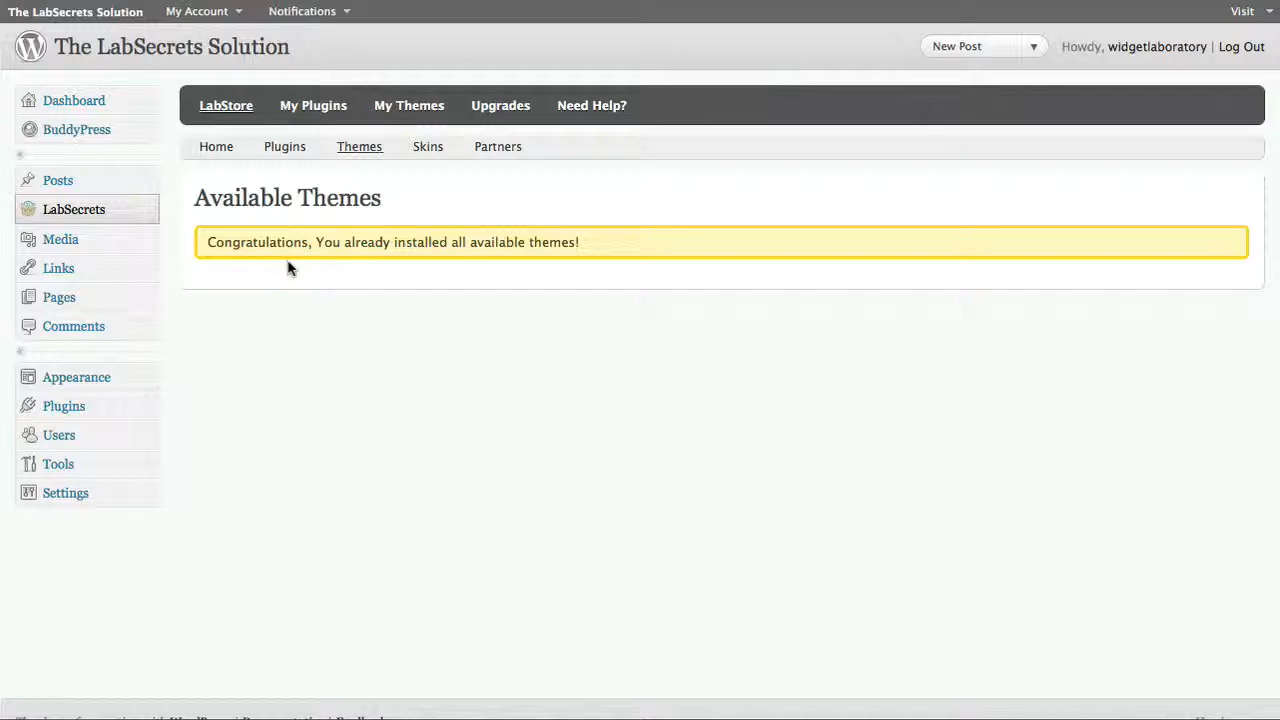 The LabSecrets Solution My Account Notifications Visit
The LabSecrets Solution New Post Howdy, widgetlaboratory | Log Out
Dashboard
BuddyPress
Posts
LabSecrets
Media
Links
Pages
Comments
Appearance
Plugins
Users
Tools
Settings
LabStore My Plugins My Themes Upgrades Need Help?
Home Plugins Themes Skins Partners
Available Themes
Congratulations, You already installed all available themes!